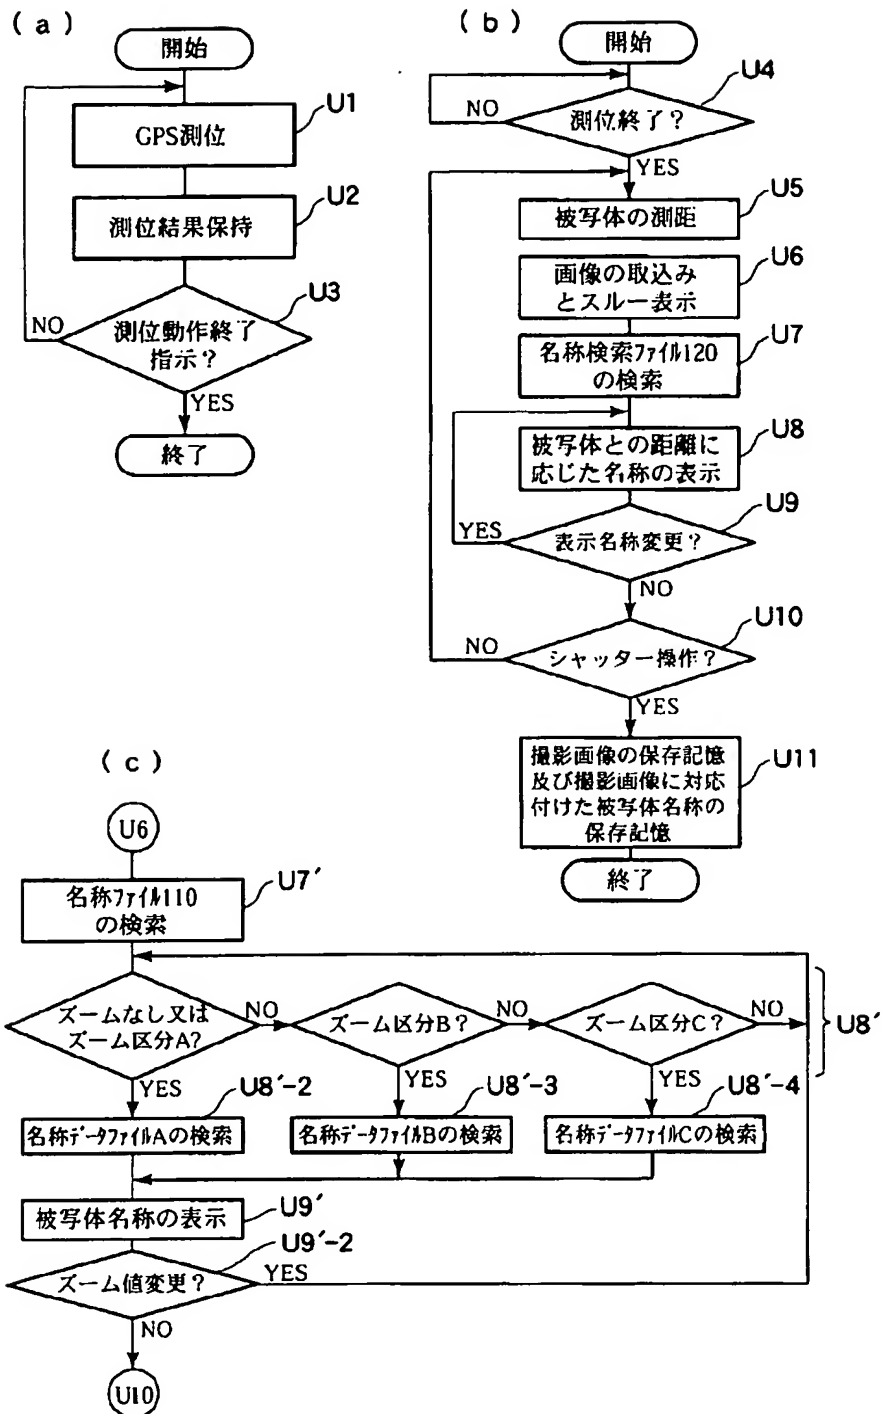 (a)
開始
U1
GPS測位
U2
測位結果保持
U3
NO
測位動作終了
指示?
YES
終了
(b)
開始
U4
NO
測位終了?
YES
U5
被写体の測距
U6
画像の取込み
とスルー表示
U7
名称検索ファイル120
の検索
U8
被写体との距離に
応じた名称の表示
U9
YES
表示名称変更?
NO
U10
NO
シャッター操作?
YES
U11
撮影画像の保存記憶
及び撮影画像に対応
付けた被写体名称の
保存記憶
終了
(c)
U6
U7′
名称ファイル110
の検索
ズームなし又は
ズーム区分A?
NO
ズーム区分B?
NO
ズーム区分C?
NO
U8′
YES
U8′-2
YES
U8′-3
YES
U8′-4
名称データファイルAの検索
名称データファイルBの検索
名称データファイルCの検索
U9′
被写体名称の表示
U9′-2
ズーム値変更?
YES
NO
U10